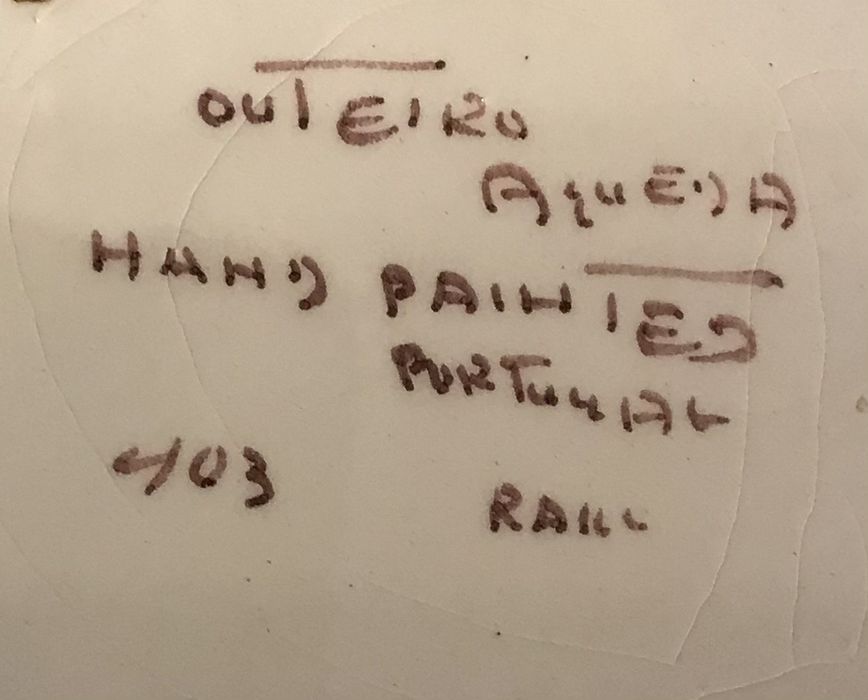 OUTEIRO
AguEDA
HAND PAINTED
PORTugAL
403
RAUL